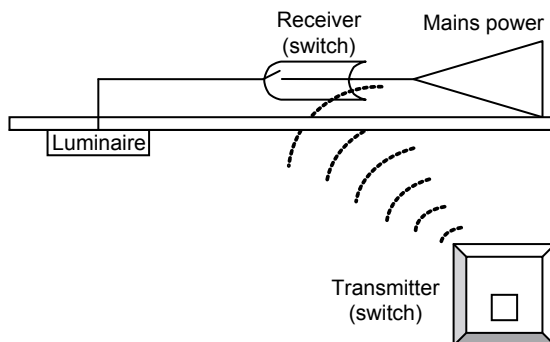 Receiver
(switch)
Mains power
Luminaire
Transmitter
(switch)